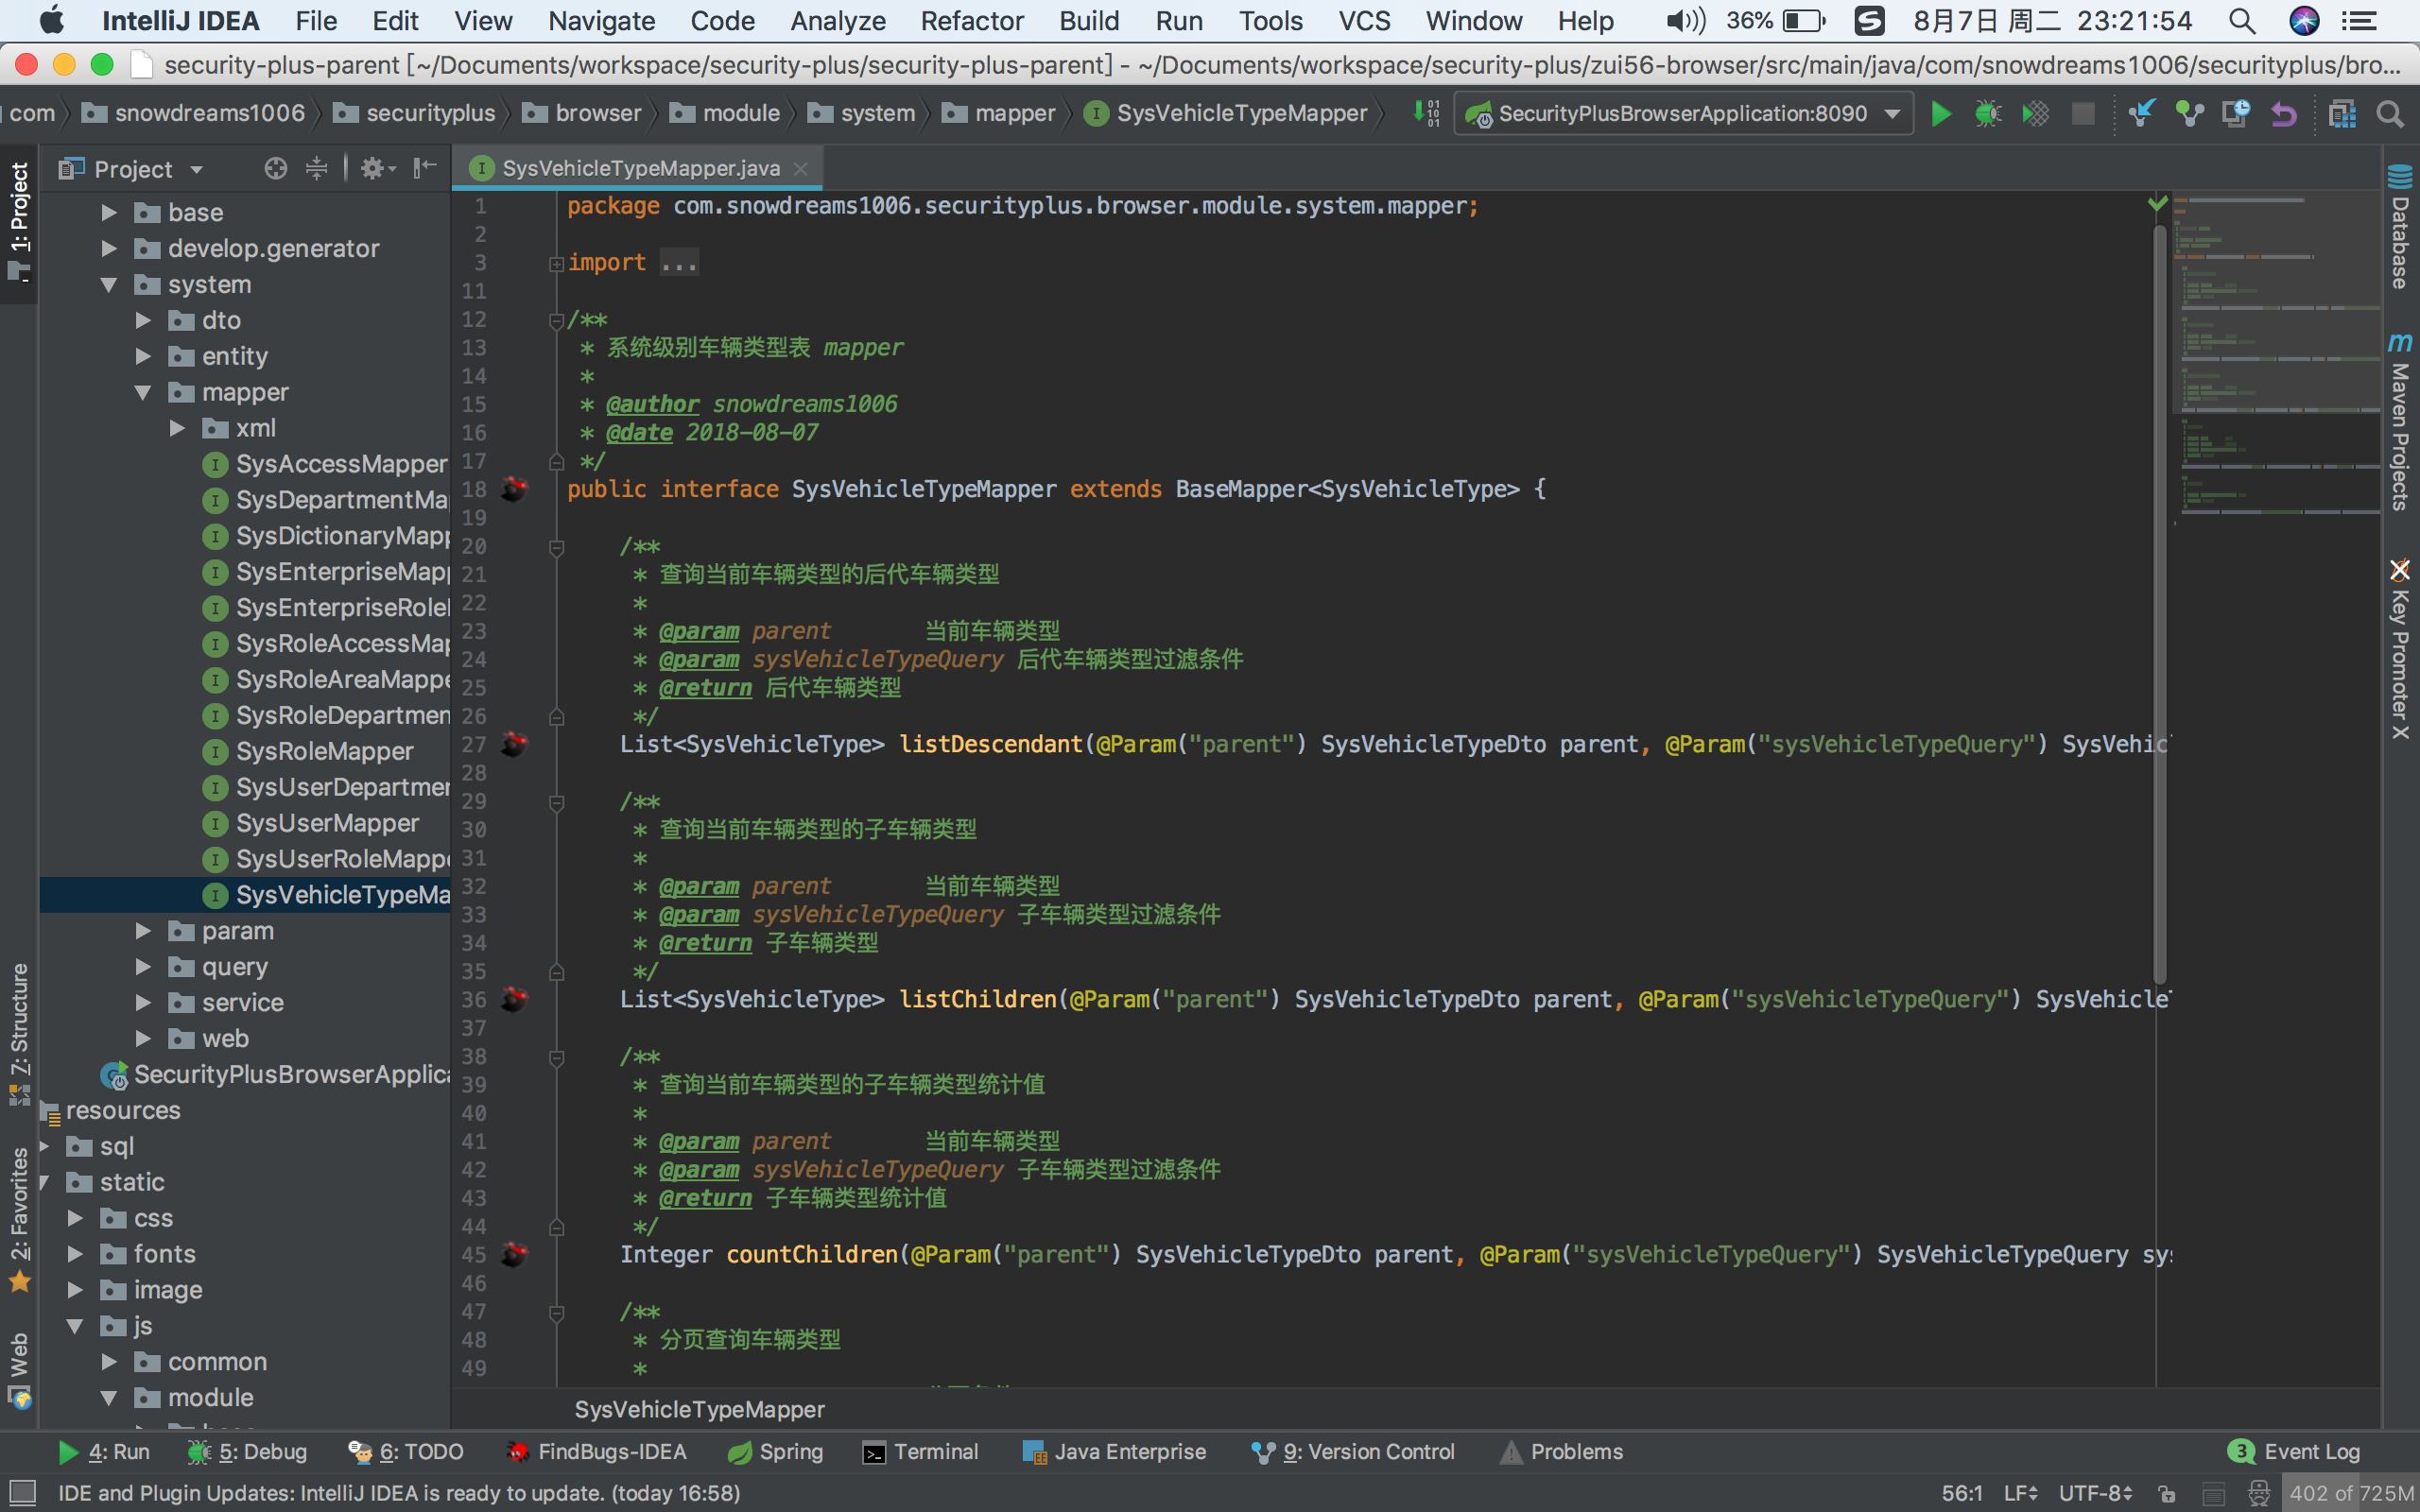 IntelliJ IDEA File Edit View Navigate Code Analyze Refactor Build Run Tools VCS Window Help 36% 8月7日 周二 23:21:54
security-plus-parent [~/Documents/workspace/security-plus/security-plus-parent] - ~/Documents/workspace/security-plus/zui56-browser/src/main/java/com/snowdreams1006/securityplus/bro...
com snowdreams1006 securityplus browser module system mapper SysVehicleTypeMapper SecurityPlusBrowserApplication:8090
1: Project
7: Structure
2: Favorites
Web
Project
base
develop.generator
system
dto
entity
mapper
xml
SysAccessMapper
SysDepartmentMa
SysDictionaryMap
SysEnterpriseMap
SysEnterpriseRole
SysRoleAccessMa
SysRoleAreaMappe
SysRoleDepartmen
SysRoleMapper
SysUserDepartmen
SysUserMapper
SysUserRoleMapp
SysVehicleTypeMa
param
query
service
web
SecurityPlusBrowserApplica
resources
sql
static
css
fonts
image
js
common
module
SysVehicleTypeMapper.java
1 package com.snowdreams1006.securityplus.browser.module.system.mapper;
2
3 import ...
11
12 /**
13 * 系统级别车辆类型表 mapper
14 *
15 * @author snowdreams1006
16 * @date 2018-08-07
17 */
18 public interface SysVehicleTypeMapper extends BaseMapper<SysVehicleType> {
19
20 /**
21 * 查询当前车辆类型的后代车辆类型
22 *
23 * @param parent 当前车辆类型
24 * @param sysVehicleTypeQuery 后代车辆类型过滤条件
25 * @return 后代车辆类型
26 */
27 List<SysVehicleType> listDescendant(@Param("parent") SysVehicleTypeDto parent, @Param("sysVehicleTypeQuery") SysVehic
28
29 /**
30 * 查询当前车辆类型的子车辆类型
31 *
32 * @param parent 当前车辆类型
33 * @param sysVehicleTypeQuery 子车辆类型过滤条件
34 * @return 子车辆类型
35 */
36 List<SysVehicleType> listChildren(@Param("parent") SysVehicleTypeDto parent, @Param("sysVehicleTypeQuery") SysVehicle
37
38 /**
39 * 查询当前车辆类型的子车辆类型统计值
40 *
41 * @param parent 当前车辆类型
42 * @param sysVehicleTypeQuery 子车辆类型过滤条件
43 * @return 子车辆类型统计值
44 */
45 Integer countChildren(@Param("parent") SysVehicleTypeDto parent, @Param("sysVehicleTypeQuery") SysVehicleTypeQuery sy
46
47 /**
48 * 分页查询车辆类型
49 *
SysVehicleTypeMapper
Database
Maven Projects
Key Promoter X
4: Run 5: Debug 6: TODO FindBugs-IDEA Spring Terminal Java Enterprise 9: Version Control Problems 3 Event Log
IDE and Plugin Updates: IntelliJ IDEA is ready to update. (today 16:58) 56:1 LF UTF-8 402 of 725M